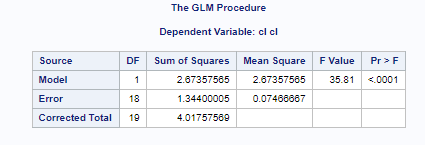 The GLM Procedure
Dependent Variable: cl cl
Source DF Sum of Squares Mean Square F Value Pr > F
Model 1 2.67357565 2.67357565 35.81 <.0001
Error 18 1.34400005 0.07466667
Corrected Total 19 4.01757569